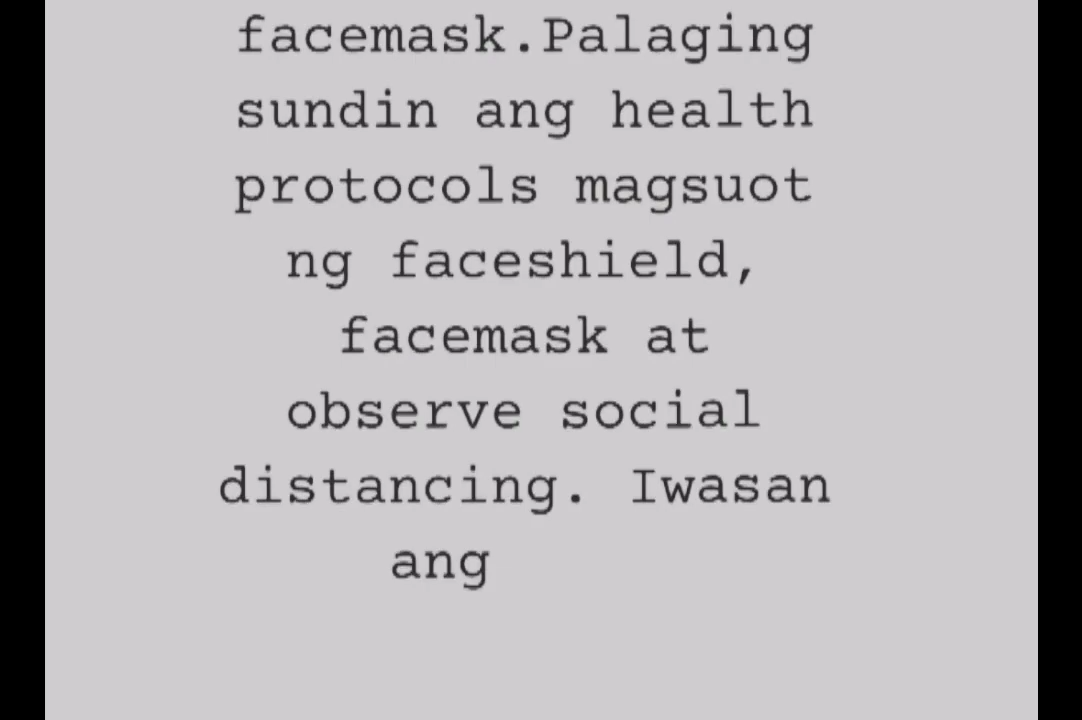 facemask.Palaging
sundin ang health
protocols magsuot
ng faceshield,
facemask at
observe social
distancing. Iwasan
ang